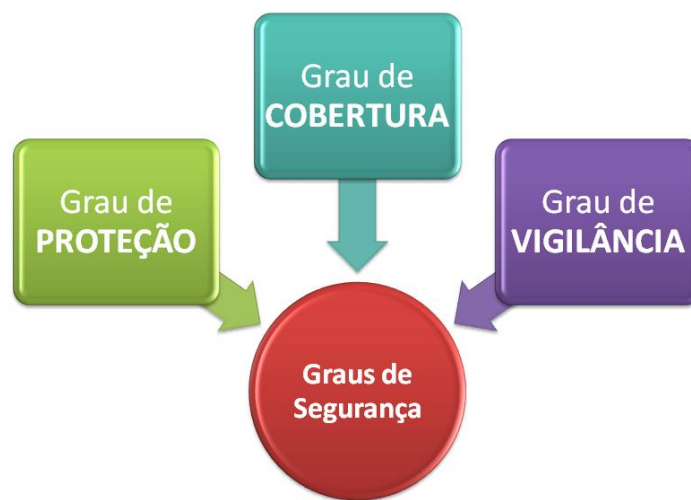 Grau de
COBERTURA
Grau de
PROTEÇÃO
Grau de
VIGILÂNCIA
Graus de
Segurança